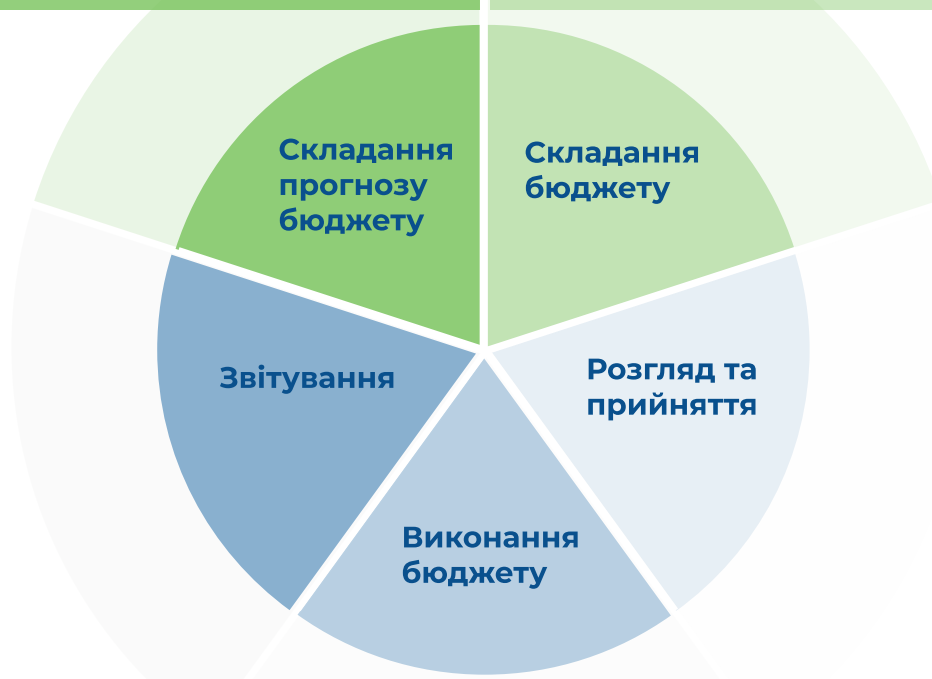 Складання
прогнозу
бюджету
Складання
бюджету
Розгляд та
прийняття
Виконання
бюджету
Звітування